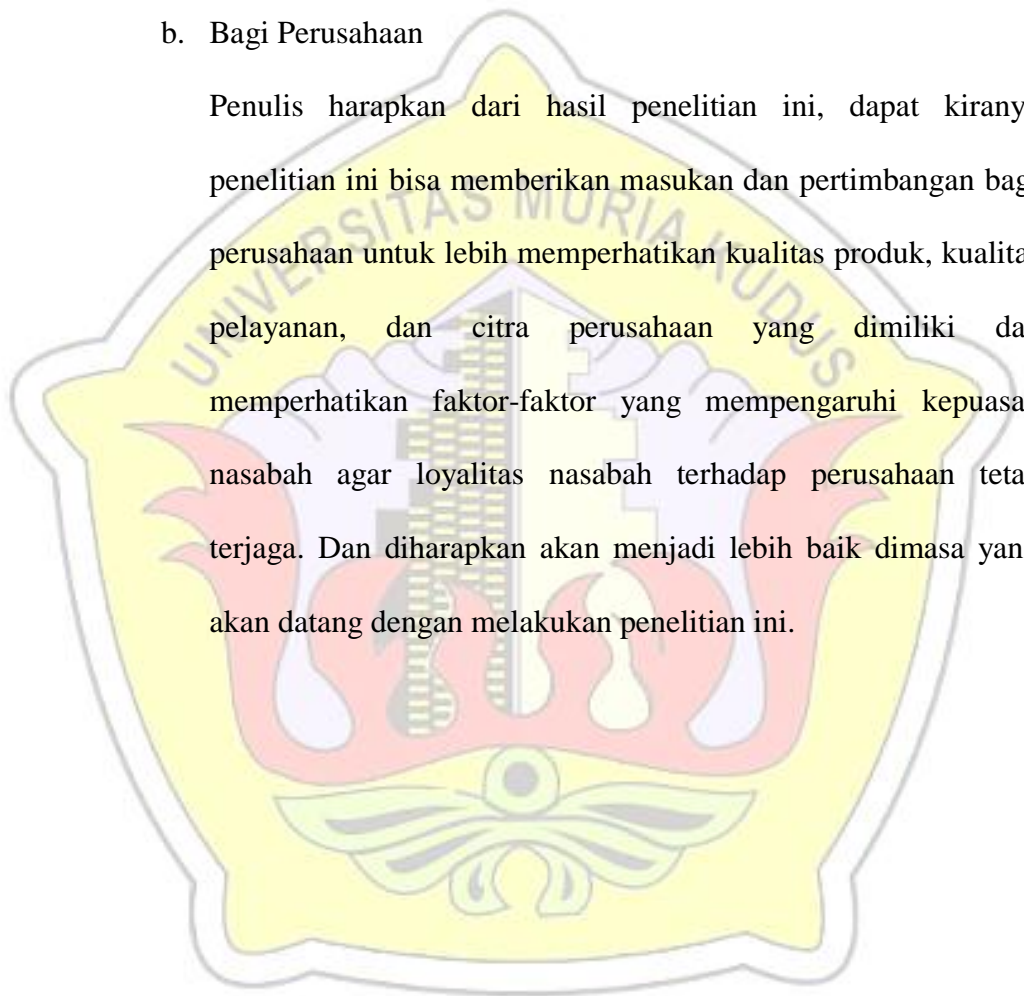 b. Bagi Perusahaan
Penulis harapkan dari hasil penelitian ini, dapat kirany
penelitian ini bisa memberikan masukan dan pertimbangan bag
perusahaan untuk lebih memperhatikan kualitas produk, kualita
pelayanan, dan citra perusahaan yang dimiliki da
memperhatikan faktor-faktor yang mempengaruhi kepuasa
nasabah agar loyalitas nasabah terhadap perusahaan teta
terjaga. Dan diharapkan akan menjadi lebih baik dimasa yan
akan datang dengan melakukan penelitian ini.
UNIVERSITAS MURIA KUDUS